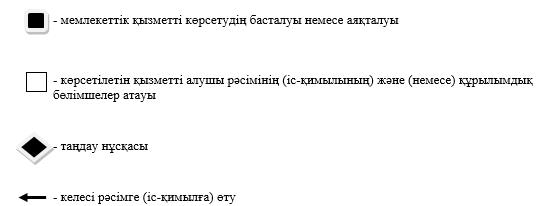 - мемлекеттік қызметті көрсетудің басталуы немесе аяқталуы
- көрсетілетін қызметті алушы рәсімінің (іс-қимылының) және (немесе) құрылымдық
бөлімшелер атауы
- таңдау нұсқасы
- келесі рәсімге (іс-қимылға) өту